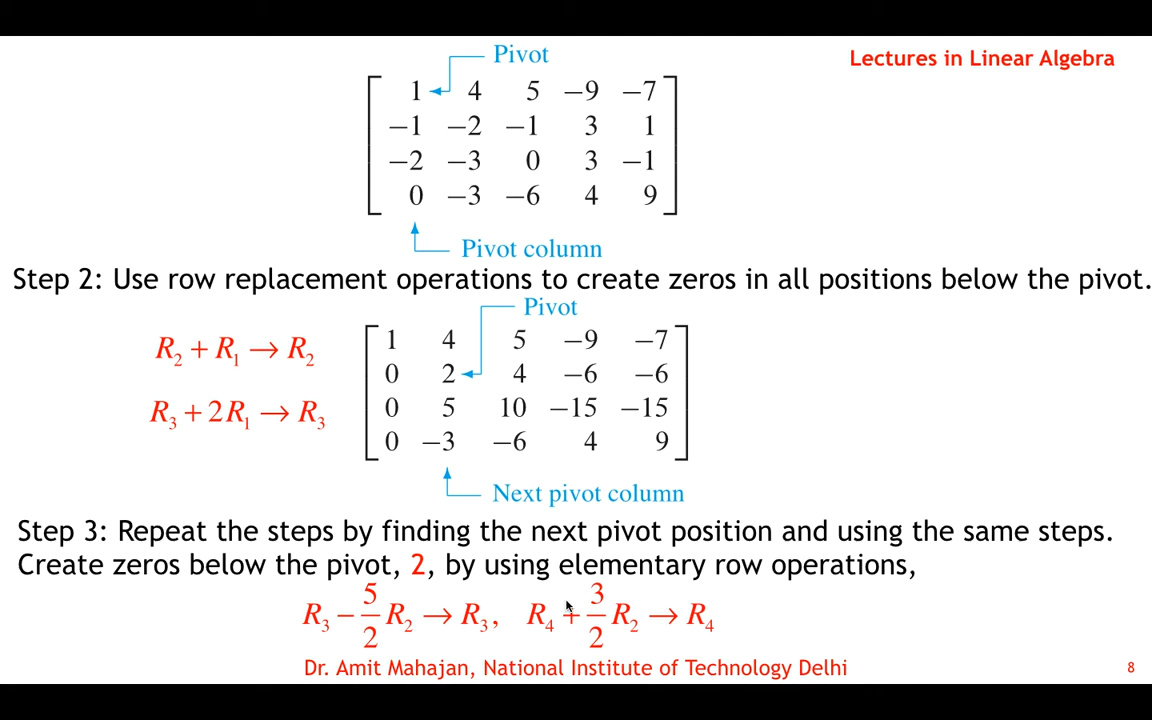 Pivot
Lectures in Linear Algebra
1 4 5 −9 −7
−1 −2 −1 3 1
−2 −3 0 3 −1
0 −3 −6 4 9
Pivot column
Step 2: Use row replacement operations to create zeros in all positions below the pivot.
Pivot
R₂ + R₁ → R₂
R₃ + 2R₁ → R₃
1 4 5 −9 −7
0 2 4 −6 −6
0 5 10 −15 −15
0 −3 −6 4 9
Next pivot column
Step 3: Repeat the steps by finding the next pivot position and using the same steps.
Create zeros below the pivot, 2, by using elementary row operations,
R₃ − 5/2 R₂ → R₃, R₄ + 3/2 R₂ → R₄
Dr. Amit Mahajan, National Institute of Technology Delhi
8